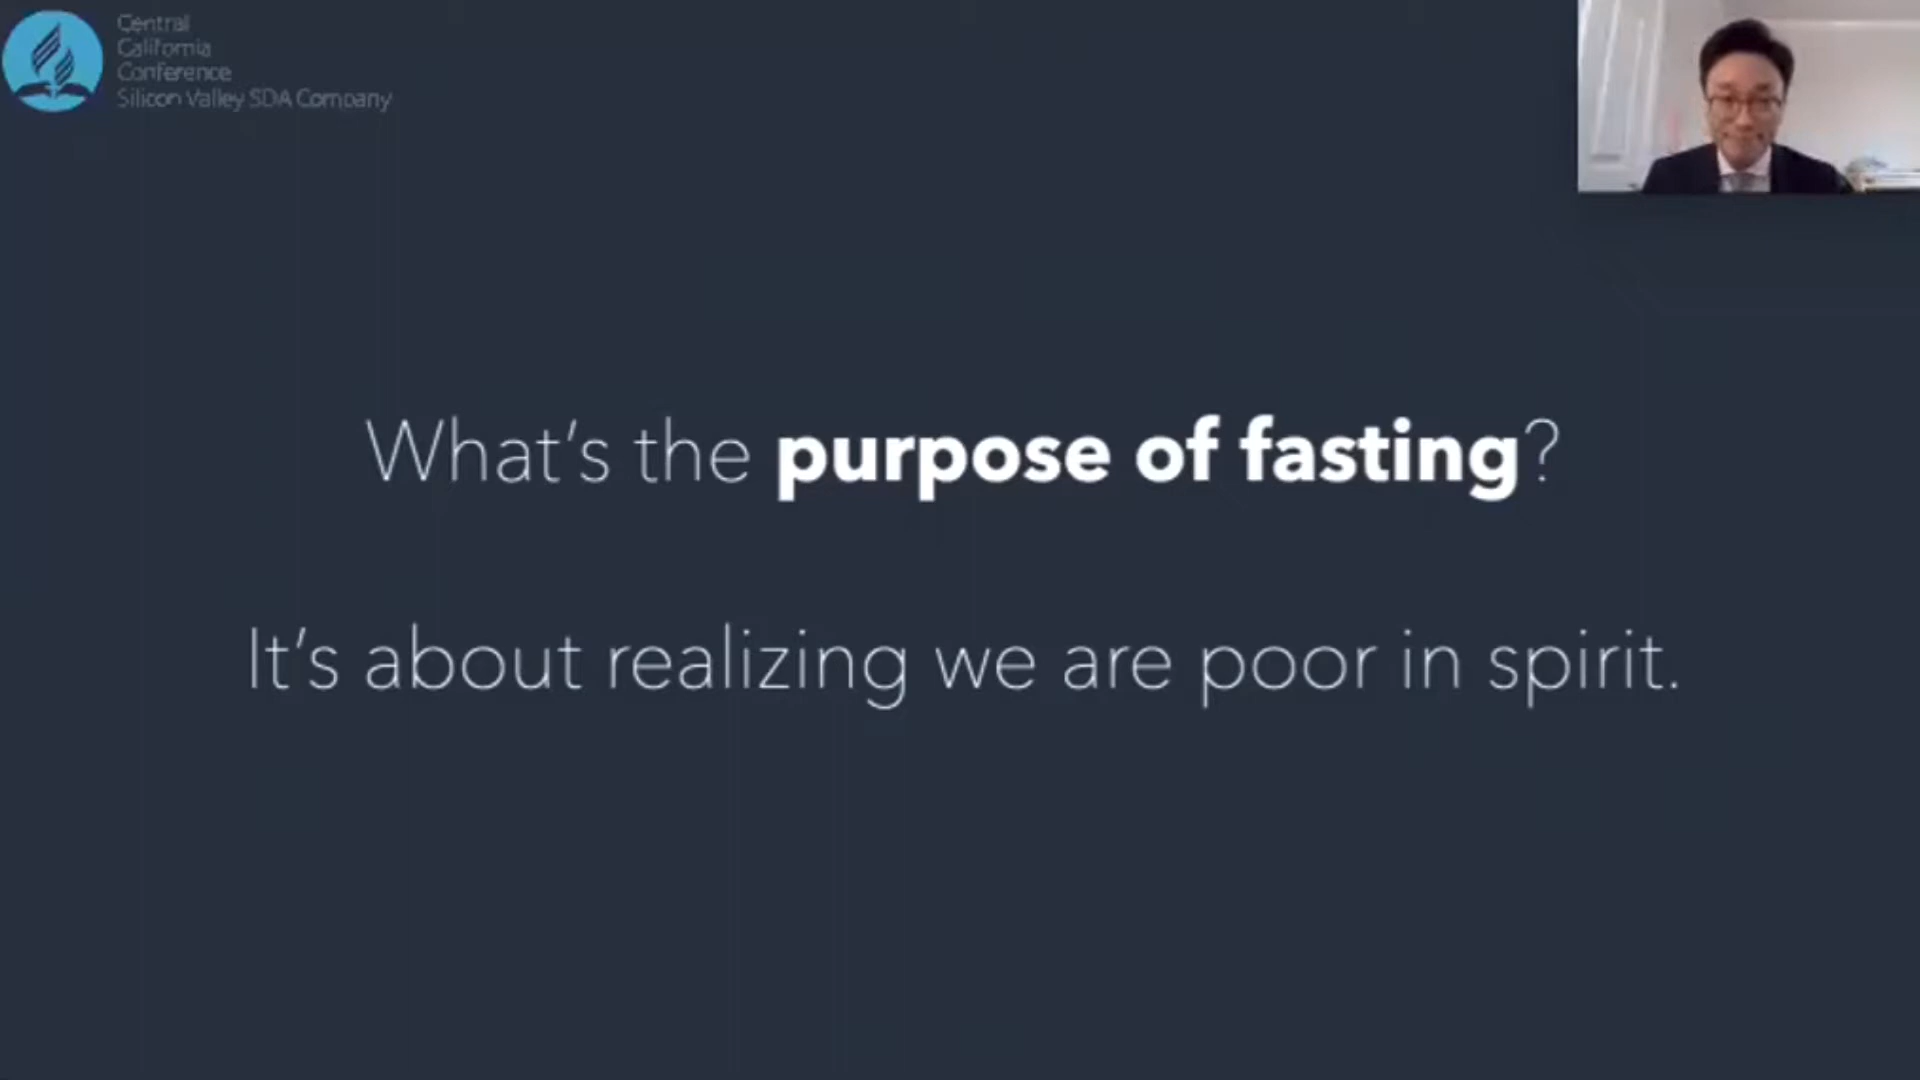 Central
California
Conference
Silicon Valley SDA Company
What's the purpose of fasting?
It's about realizing we are poor in spirit.